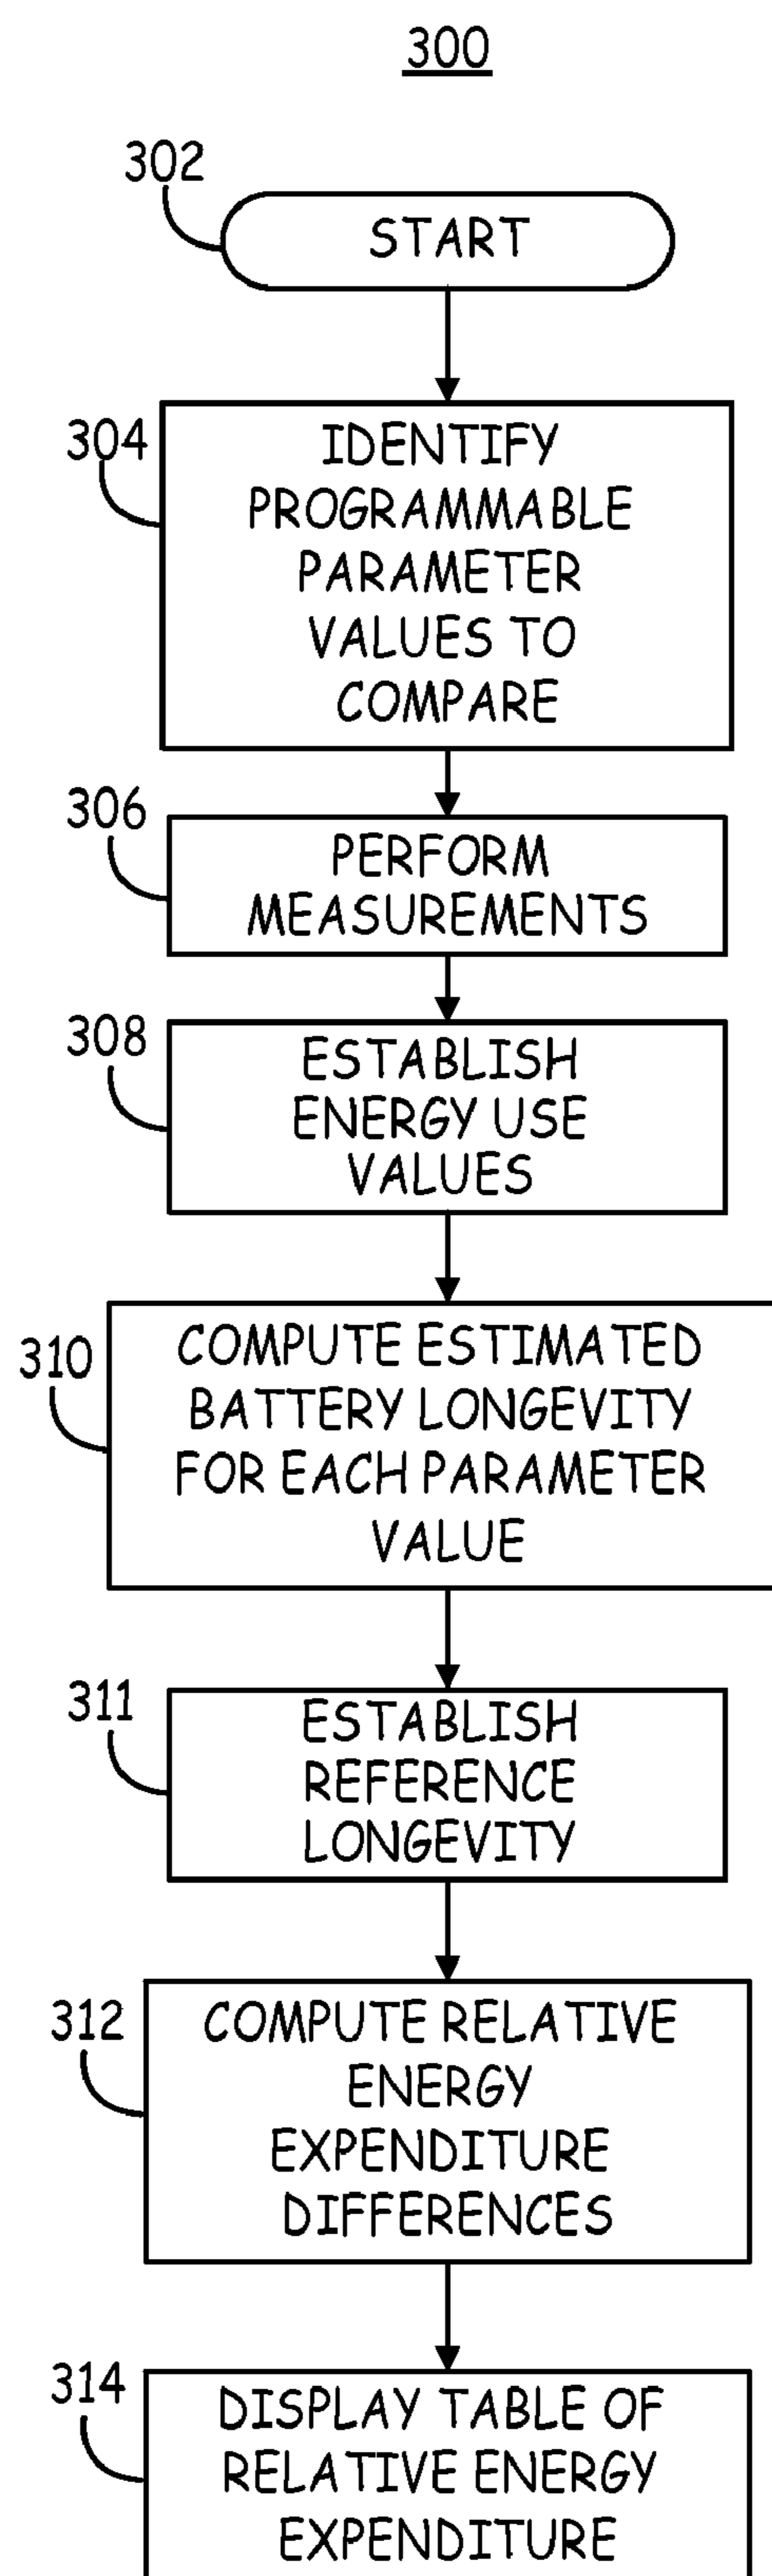 300
302
START
304
IDENTIFY
PROGRAMMABLE
PARAMETER
VALUES TO
COMPARE
306
PERFORM
MEASUREMENTS
308
ESTABLISH
ENERGY USE
VALUES
310
COMPUTE ESTIMATED
BATTERY LONGEVITY
FOR EACH PARAMETER
VALUE
311
ESTABLISH
REFERENCE
LONGEVITY
312
COMPUTE RELATIVE
ENERGY
EXPENDITURE
DIFFERENCES
314
DISPLAY TABLE OF
RELATIVE ENERGY
EXPENDITURE